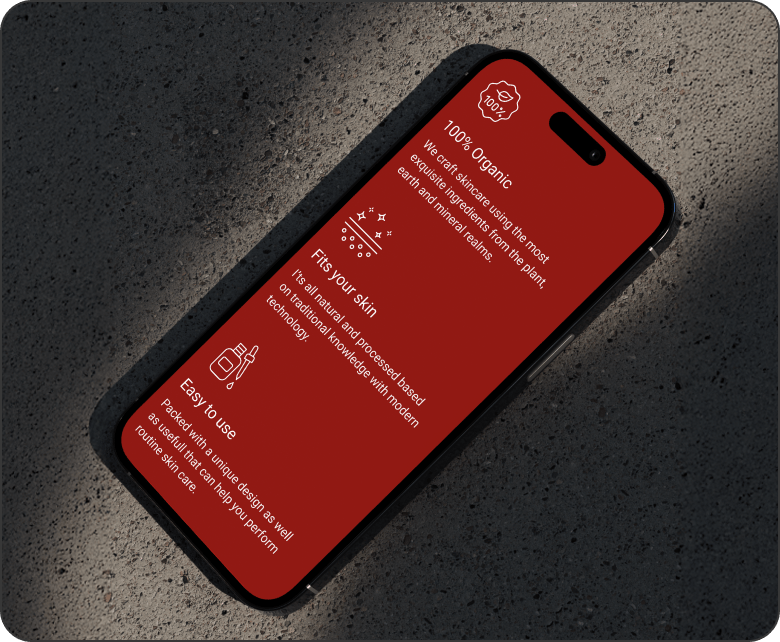 100%
100% Organic
We craft skincare using the most
exquisite ingredients from the plant,
earth and mineral realms.
Fits your skin
I'ts all natural and processed based
on traditional knowledge with modern
technology.
Easy to use
Packed with a unique design as well
as usefull that can help you perform
routine skin care.